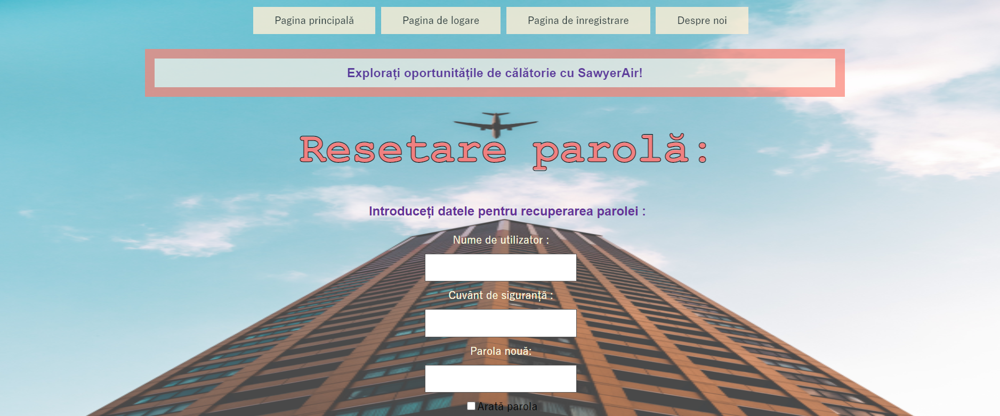 Pagina principală
Pagina de logare
Pagina de înregistrare
Despre noi
Explorați oportunitățile de călătorie cu SawyerAir!
Resetare parolă:
Introduceți datele pentru recuperarea parolei :
Nume de utilizator :
Cuvânt de siguranță :
Parola nouă:
Arată parola